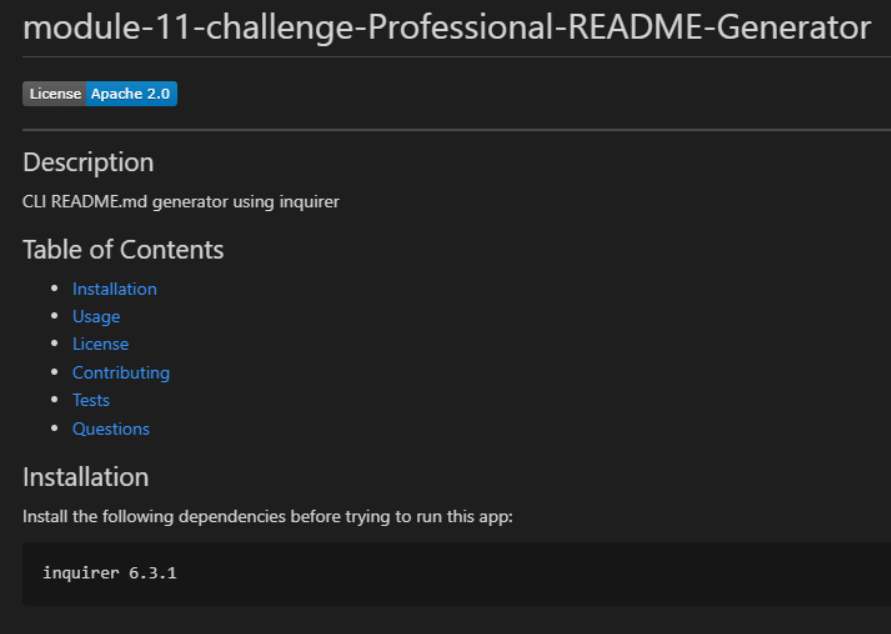 module-11-challenge-Professional-README-Generator
License Apache 2.0
Description
CLI README.md generator using inquirer
Table of Contents
Installation
Usage
License
Contributing
Tests
Questions
Installation
Install the following dependencies before trying to run this app:
inquirer 6.3.1